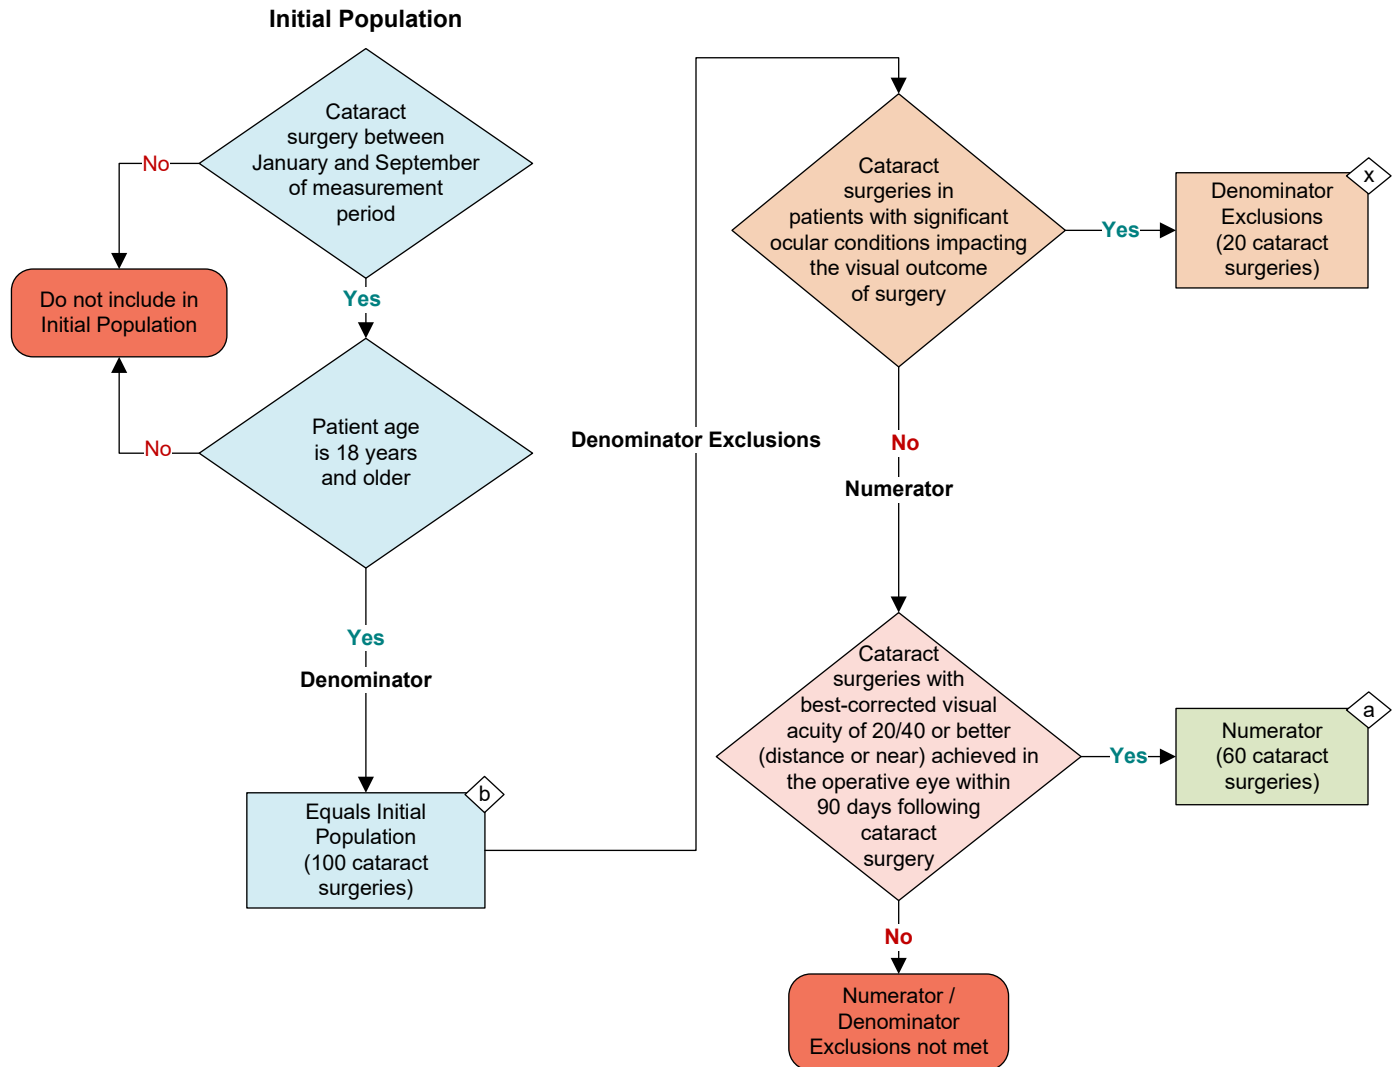 Initial Population
Cataract
surgery between
January and September
of measurement
period
No
Do not include in
Initial Population
Yes
Patient age
is 18 years
and older
No
Yes
Denominator
b
Equals Initial
Population
(100 cataract
surgeries)
Denominator Exclusions
Cataract
surgeries in
patients with significant
ocular conditions impacting
the visual outcome
of surgery
Yes
x
Denominator
Exclusions
(20 cataract
surgeries)
No
Numerator
Cataract
surgeries with
best-corrected visual
acuity of 20/40 or better
(distance or near) achieved in
the operative eye within
90 days following
cataract
surgery
Yes
a
Numerator
(60 cataract
surgeries)
No
Numerator /
Denominator
Exclusions not met